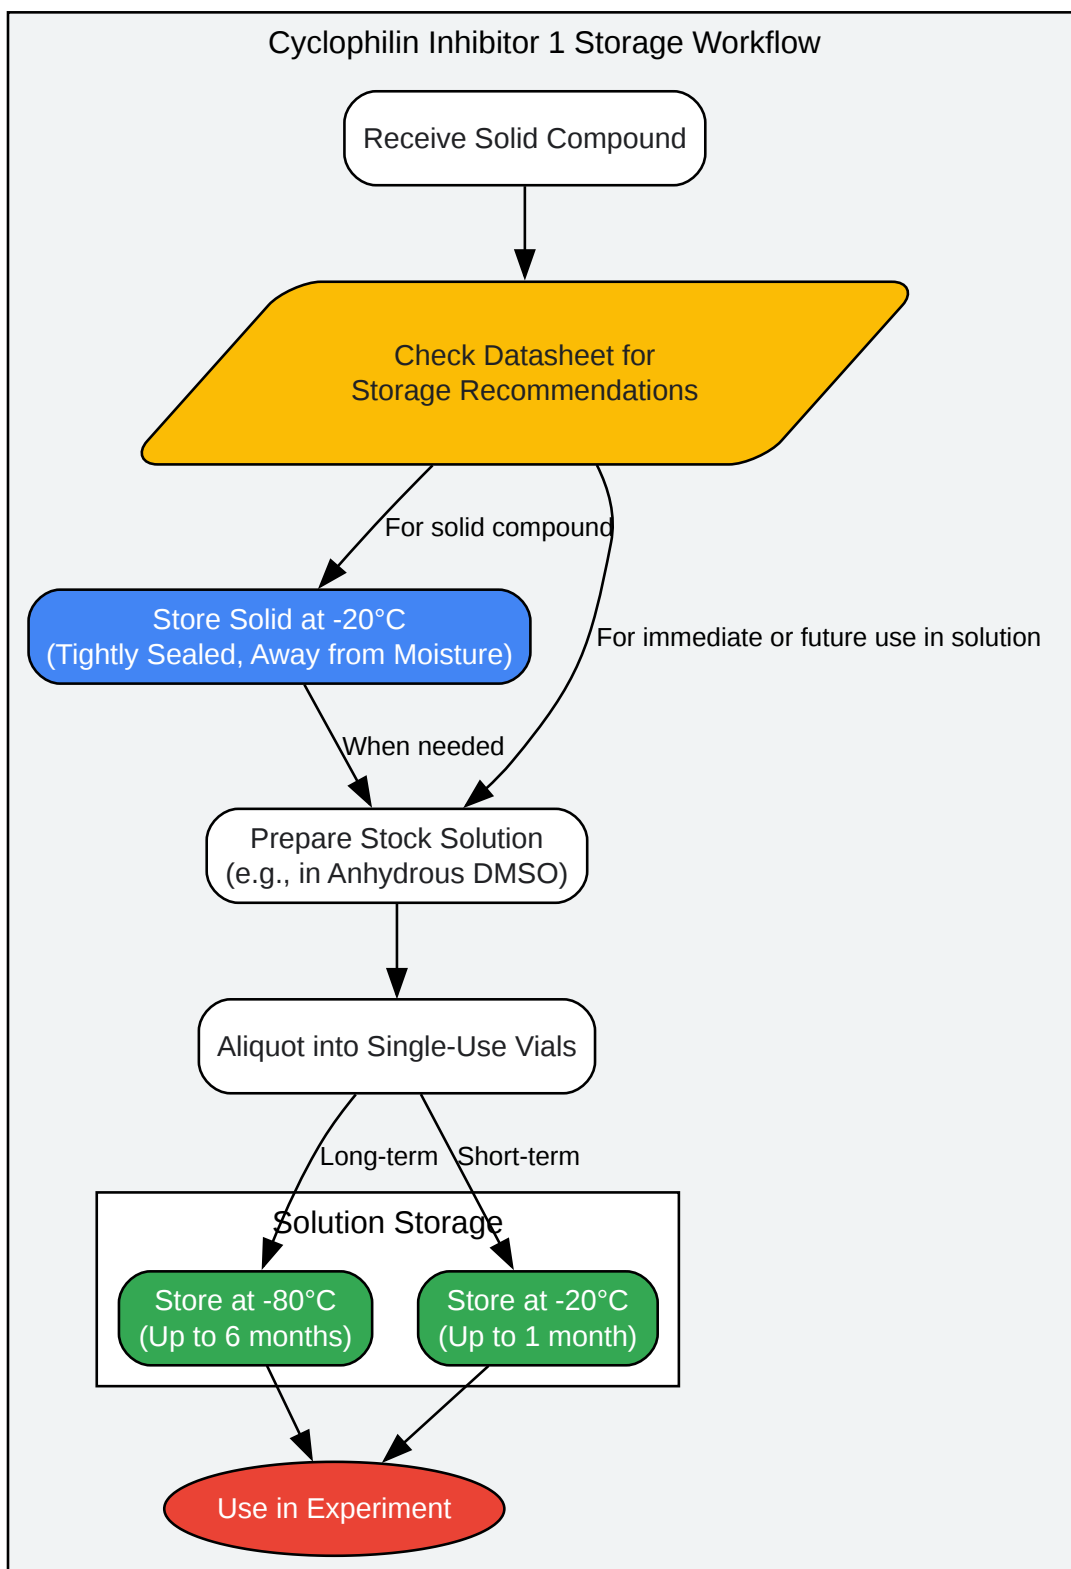 Cyclophilin Inhibitor 1 Storage Workflow
Receive Solid Compound
Check Datasheet for
Storage Recommendations
For solid compound
Store Solid at -20°C
(Tightly Sealed, Away from Moisture)
For immediate or future use in solution
When needed
Prepare Stock Solution
(e.g., in Anhydrous DMSO)
Aliquot into Single-Use Vials
Long-term
Short-term
Solution Storage
Store at -80°C
(Up to 6 months)
Store at -20°C
(Up to 1 month)
Use in Experiment